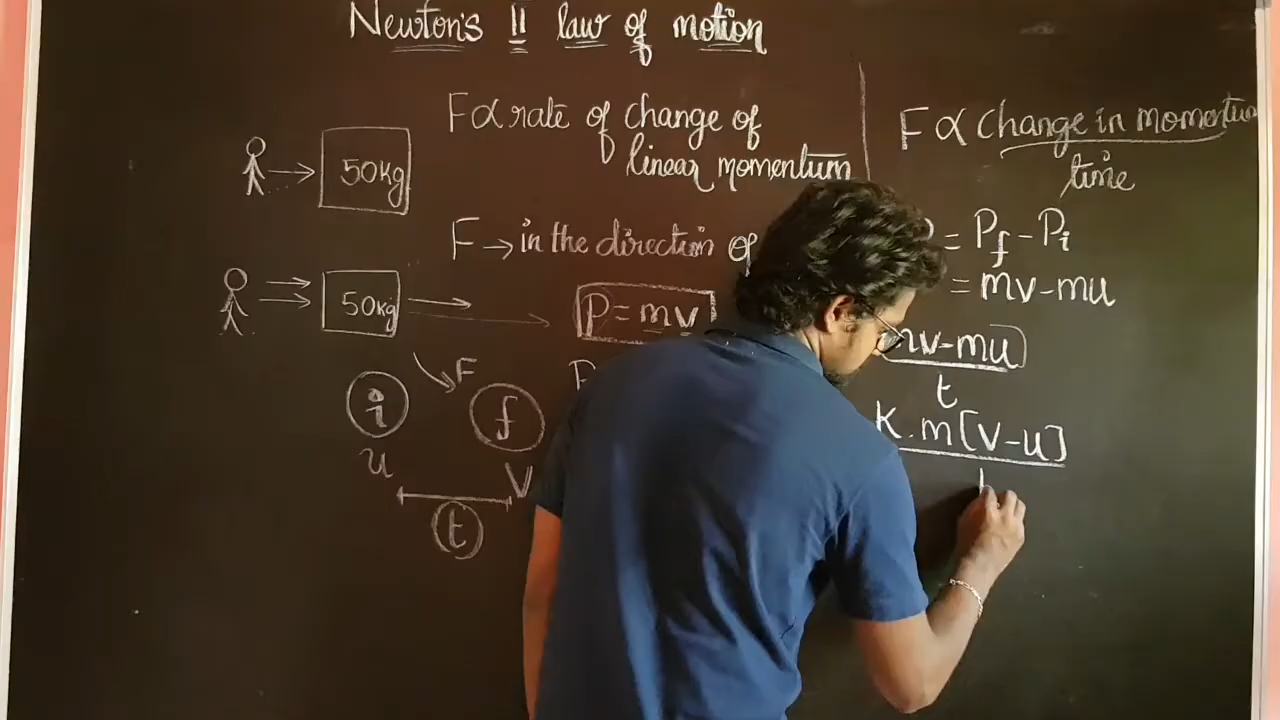 Newton's II law of motion
F α rate of change of
linear momentum
50kg
F → in the direction of
50kg
P = mv
F
i
f
u
V
t
F α Change in momentum
time
= Pf - Pi
= mv - mu
mv - mu
t
K. m [V - u]